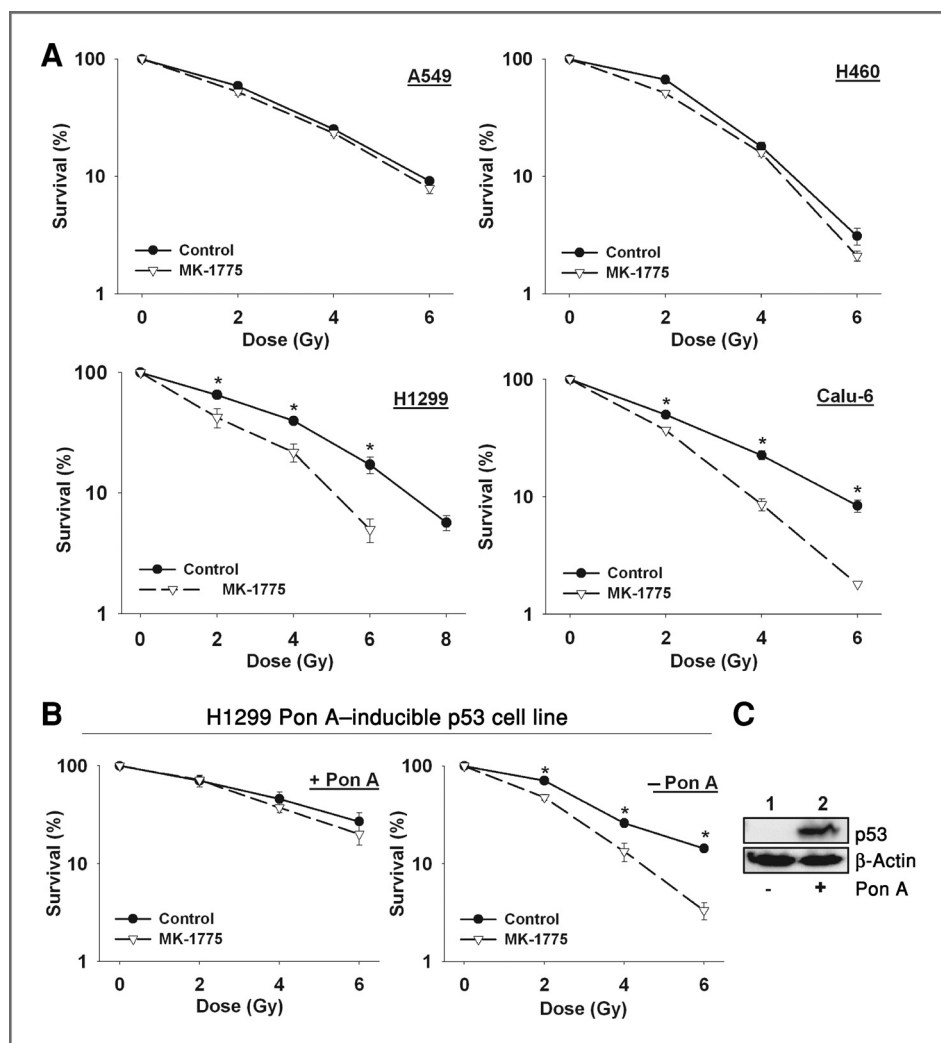 A
A549
Survival (%)
100
10
1
Control
MK-1775
0 2 4 6
Dose (Gy)
H460
Survival (%)
100
10
1
Control
MK-1775
0 2 4 6
Dose (Gy)
H1299
Survival (%)
100
10
1
* * *
Control
MK-1775
0 2 4 6 8
Dose (Gy)
Calu-6
Survival (%)
100
10
1
* * *
Control
MK-1775
0 2 4 6
Dose (Gy)
B
H1299 Pon A–inducible p53 cell line
+ Pon A
Survival (%)
100
10
1
Control
MK-1775
0 2 4 6
Dose (Gy)
– Pon A
Survival (%)
100
10
1
* * *
Control
MK-1775
0 2 4 6
Dose (Gy)
C
1 2
p53
β-Actin
- + Pon A